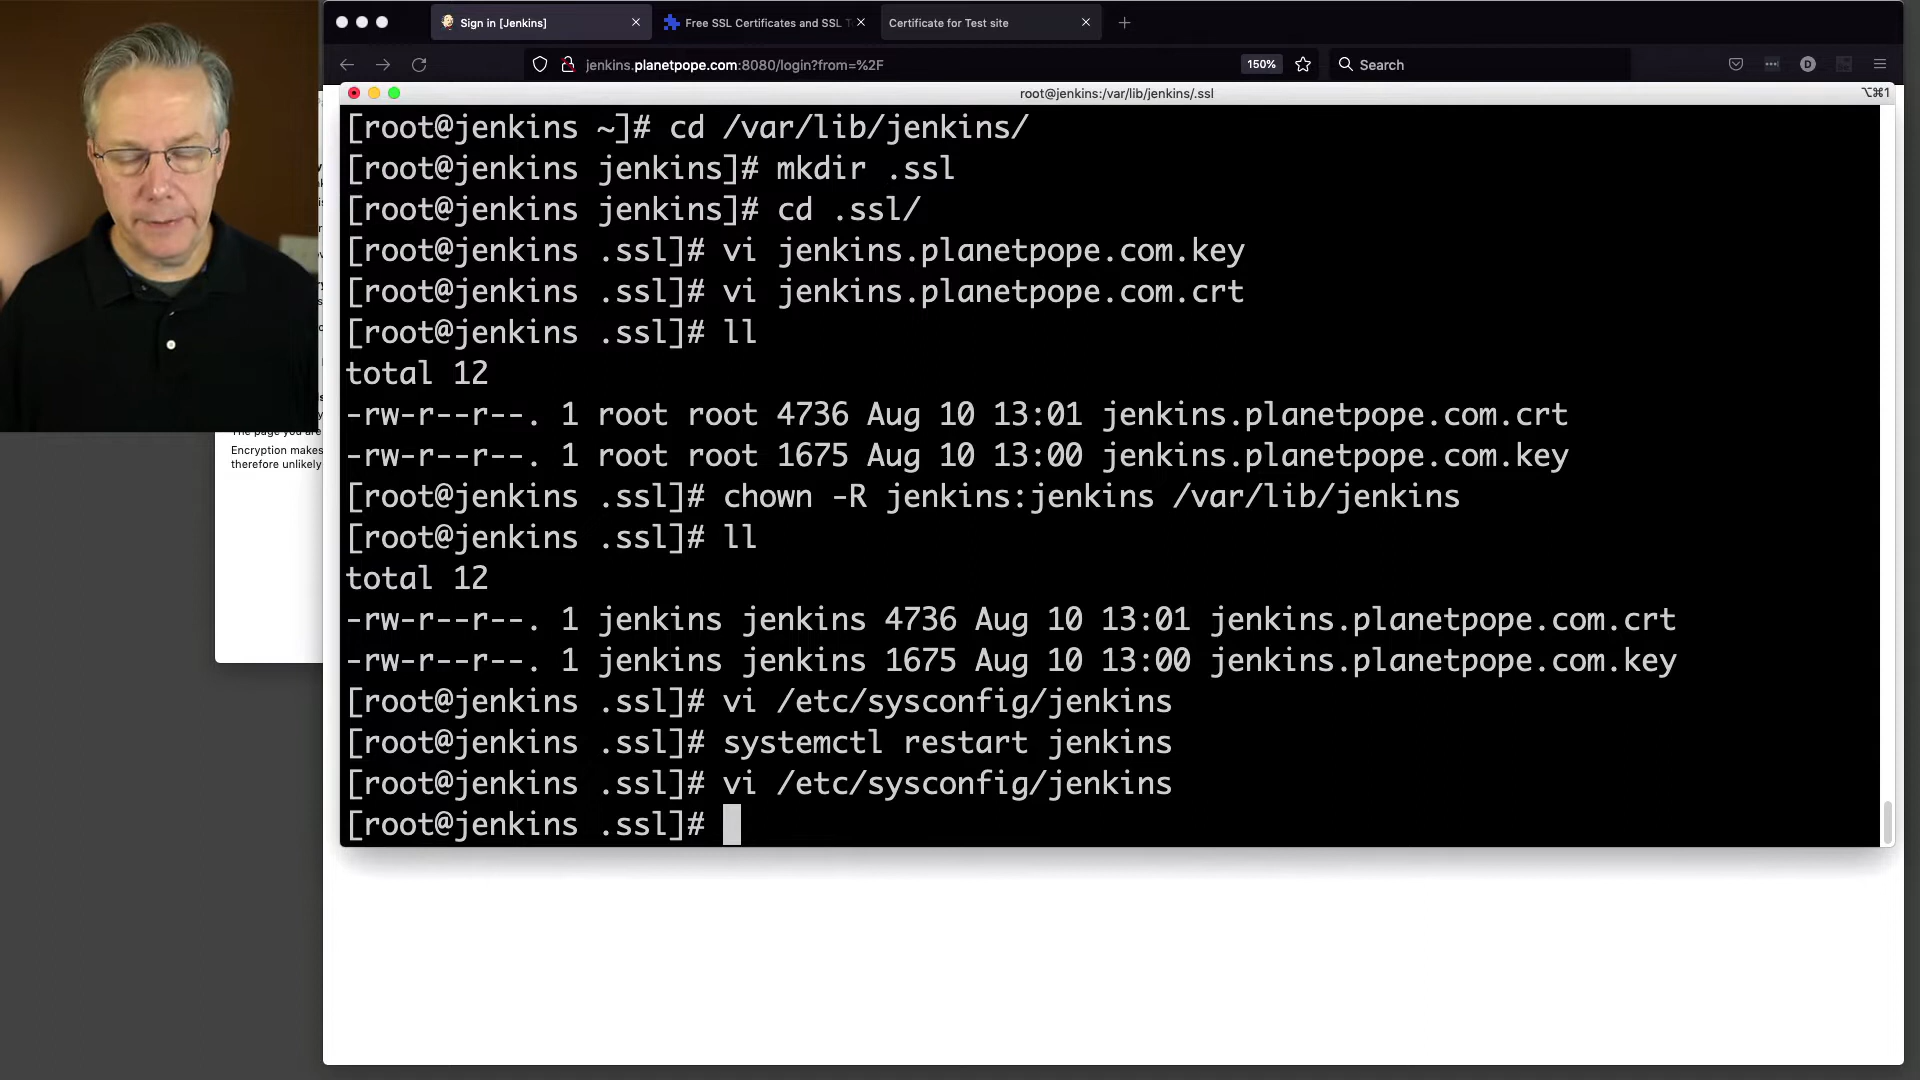 Sign in [Jenkins]
Free SSL Certificates and SSL T
Certificate for Test site
jenkins.planetpope.com:8080/login?from=%2F
150%
Search
root@jenkins:/var/lib/jenkins/.ssl
⌥⌘1
[root@jenkins ~]# cd /var/lib/jenkins/
[root@jenkins jenkins]# mkdir .ssl
[root@jenkins jenkins]# cd .ssl/
[root@jenkins .ssl]# vi jenkins.planetpope.com.key
[root@jenkins .ssl]# vi jenkins.planetpope.com.crt
[root@jenkins .ssl]# ll
total 12
-rw-r--r--. 1 root root 4736 Aug 10 13:01 jenkins.planetpope.com.crt
-rw-r--r--. 1 root root 1675 Aug 10 13:00 jenkins.planetpope.com.key
[root@jenkins .ssl]# chown -R jenkins:jenkins /var/lib/jenkins
[root@jenkins .ssl]# ll
total 12
-rw-r--r--. 1 jenkins jenkins 4736 Aug 10 13:01 jenkins.planetpope.com.crt
-rw-r--r--. 1 jenkins jenkins 1675 Aug 10 13:00 jenkins.planetpope.com.key
[root@jenkins .ssl]# vi /etc/sysconfig/jenkins
[root@jenkins .ssl]# systemctl restart jenkins
[root@jenkins .ssl]# vi /etc/sysconfig/jenkins
[root@jenkins .ssl]#
The page you are
Encryption makes
therefore unlikely